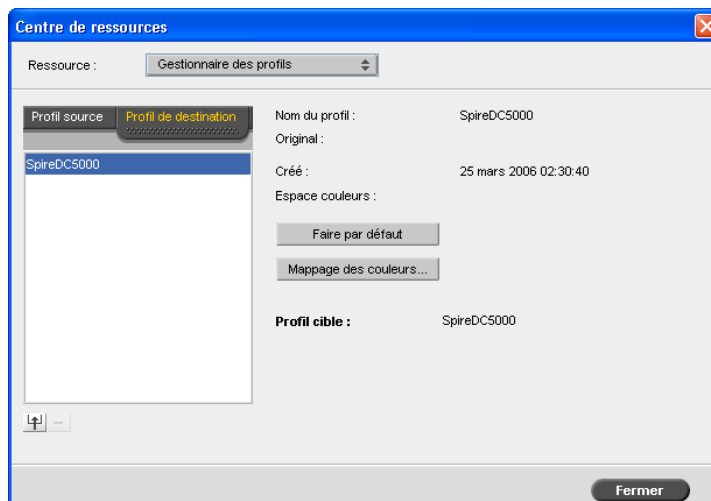 Centre de ressources
Ressource :
Gestionnaire des profils
Profil source
Profil de destination
SpireDC5000
Nom du profil :
SpireDC5000
Original :
Créé :
25 mars 2006 02:30:40
Espace couleurs :
Faire par défaut
Mappage des couleurs...
Profil cible :
SpireDC5000
Fermer